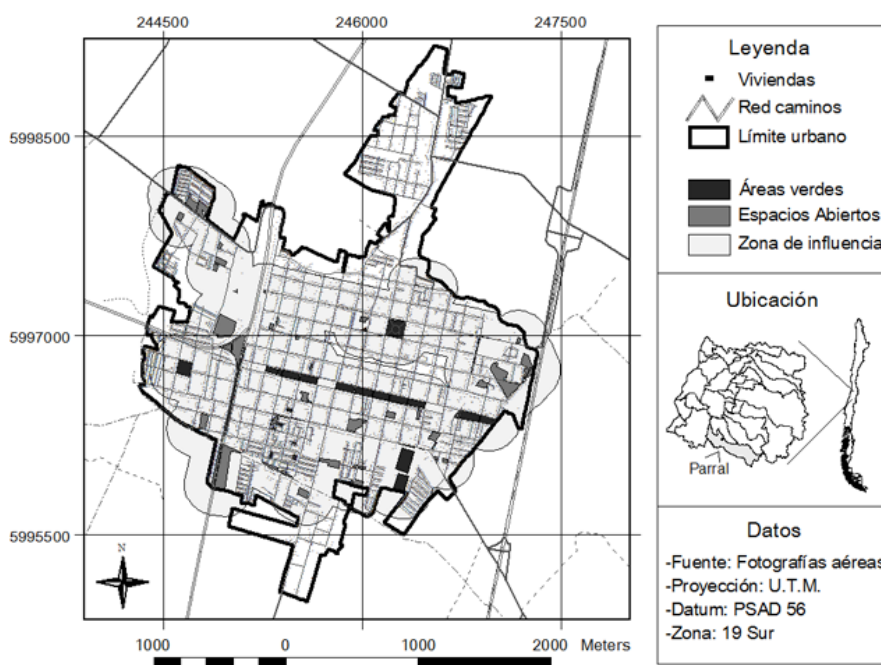 244500 246000 247500
5998500
5997000
5995500
N
1000 0 1000 2000 Meters
Leyenda
Viviendas
Red caminos
Límite urbano
Áreas verdes
Espacios Abiertos
Zona de influencia
Ubicación
Parral
Datos
-Fuente: Fotografías aéreas
-Proyección: U.T.M.
-Datum: PSAD 56
-Zona: 19 Sur